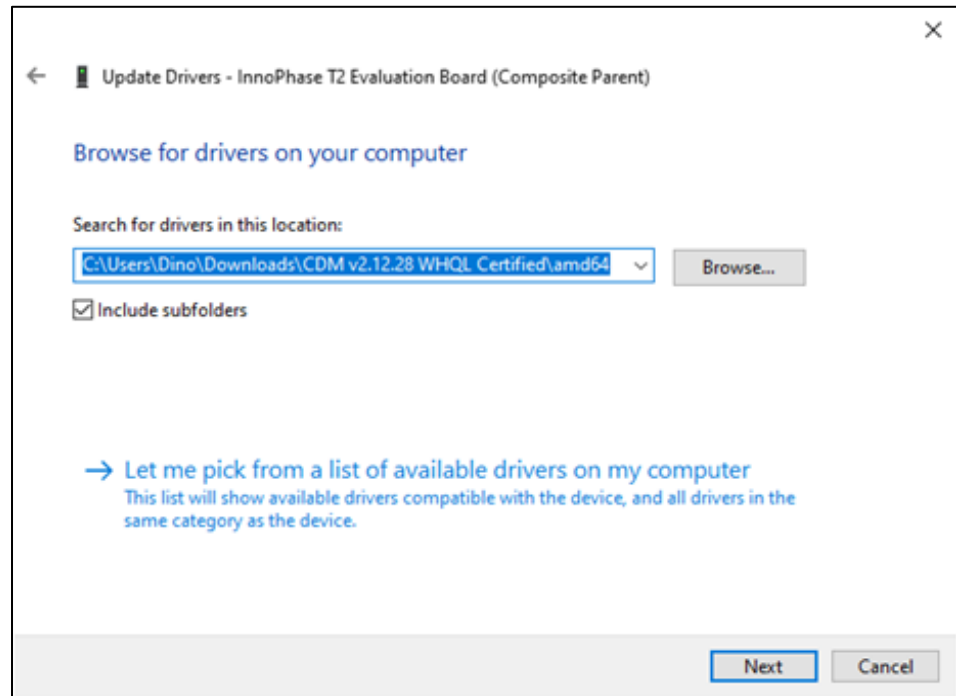 Update Drivers - InnoPhase T2 Evaluation Board (Composite Parent)
Browse for drivers on your computer
Search for drivers in this location:
C:\Users\Dino\Downloads\CDM v2.12.28 WHQL Certified\amd64
Browse...
Include subfolders
Let me pick from a list of available drivers on my computer
This list will show available drivers compatible with the device, and all drivers in the
same category as the device.
Next
Cancel